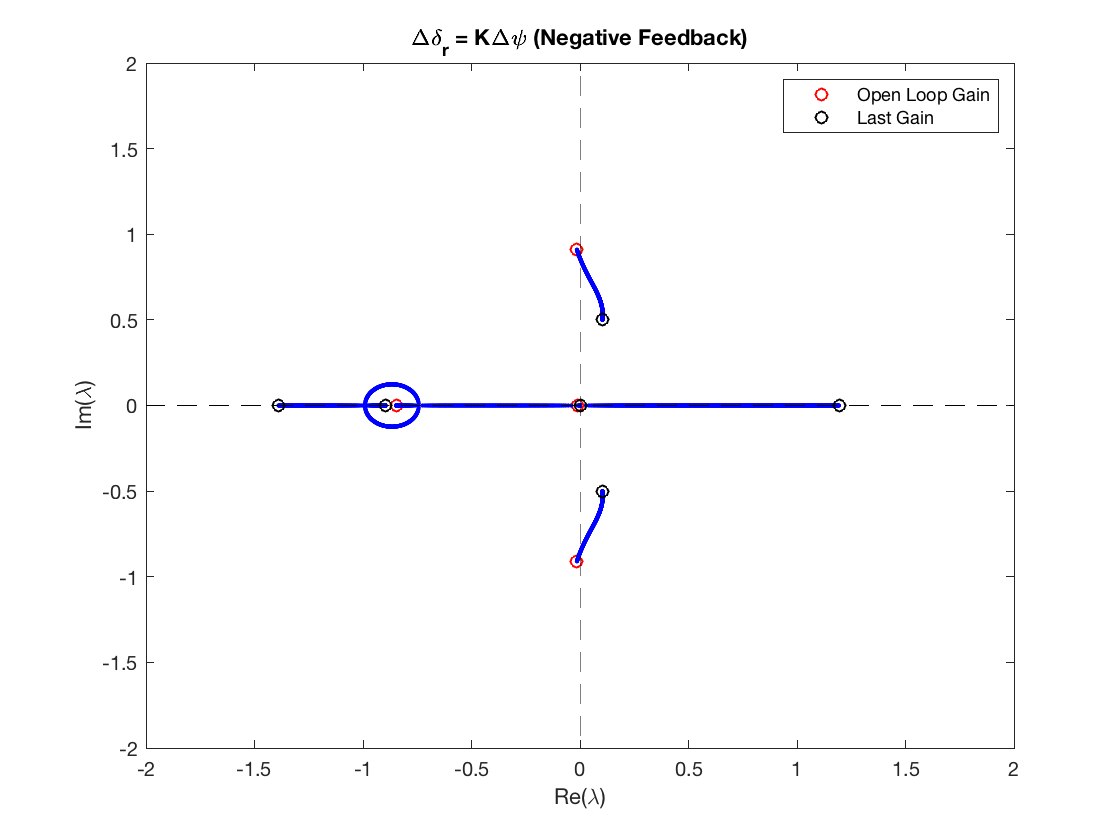 Δδr = KΔψ (Negative Feedback)
Open Loop Gain
Last Gain
2
1.5
1
0.5
0
-0.5
-1
-1.5
-2
Im(λ)
-2 -1.5 -1 -0.5 0 0.5 1 1.5 2
Re(λ)